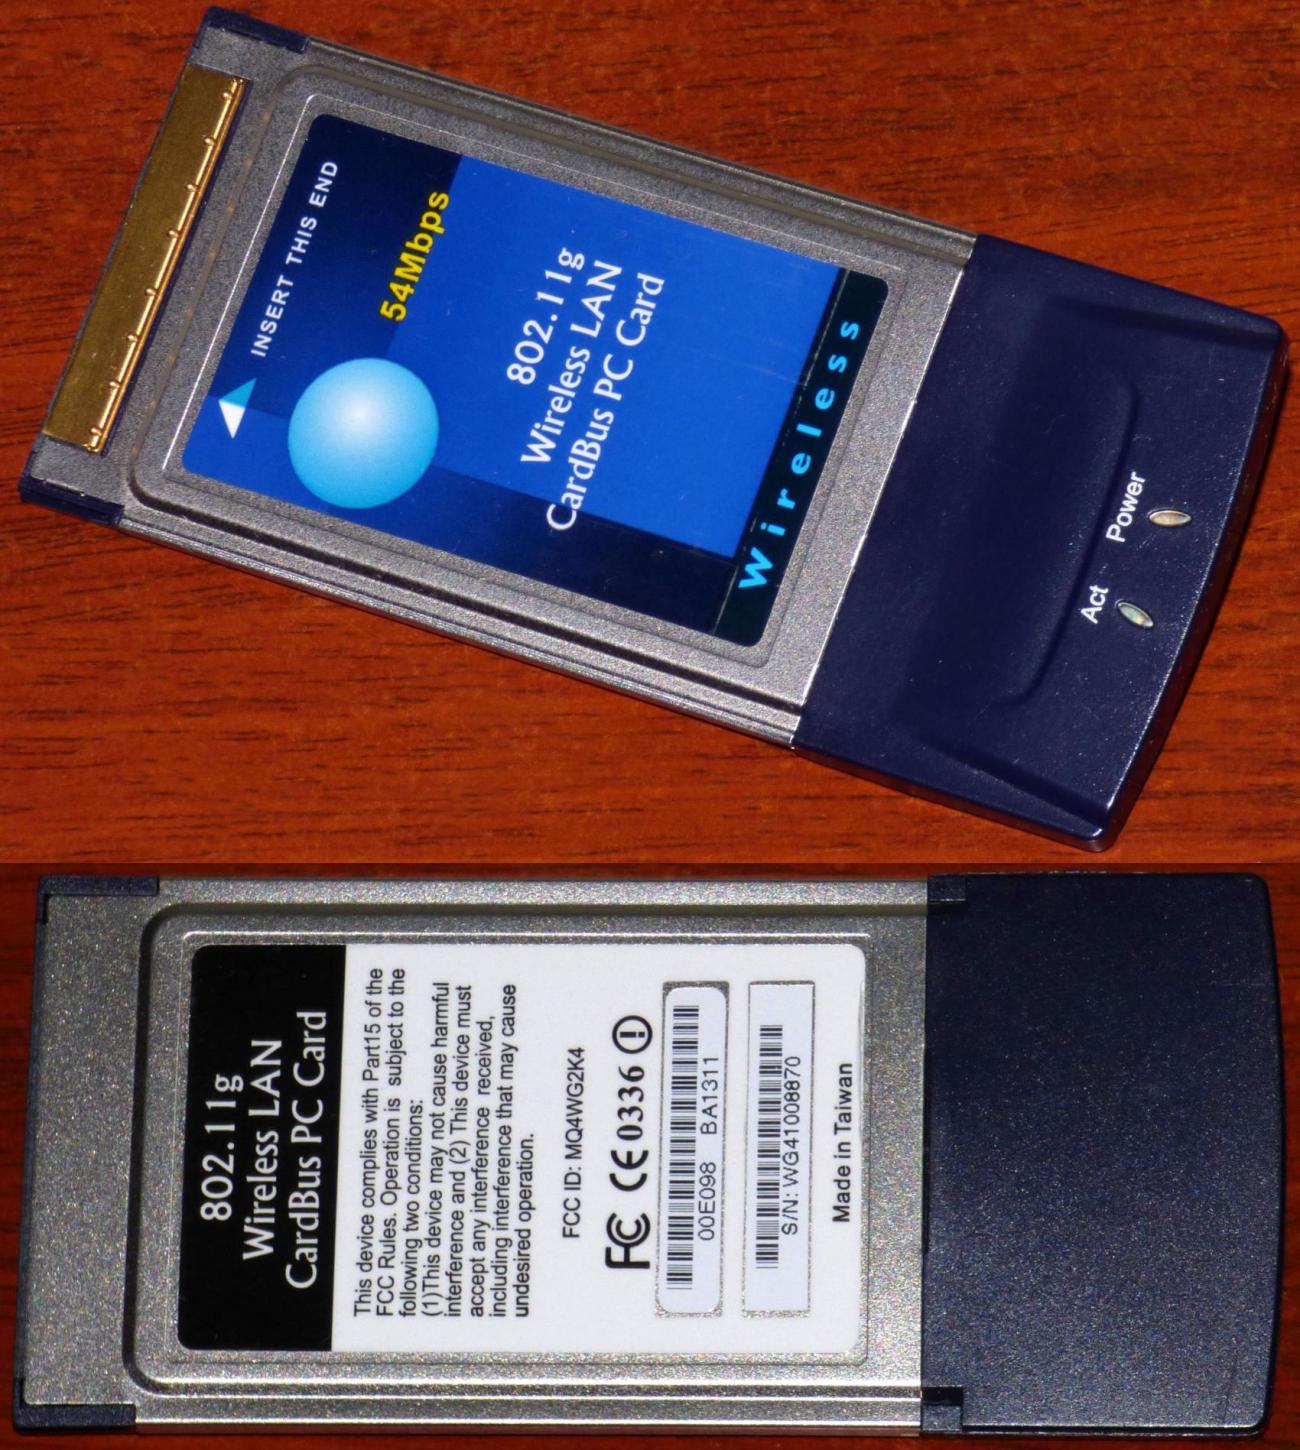 INSERT THIS END
54Mbps
802.11g
Wireless LAN
CardBus PC Card
Wireless
Power
Act
802.11g
Wireless LAN
CardBus PC Card
This device complies with Part15 of the
FCC Rules. Operation is subject to the
following two conditions:
(1)This device may not cause harmful
interference and (2) This device must
accept any interference received,
including interference that may cause
undesired operation.
FCC ID: MQ4WG2K4
FC CE0336
00E098 BA1311
S/N: WG41008870
Made in Taiwan